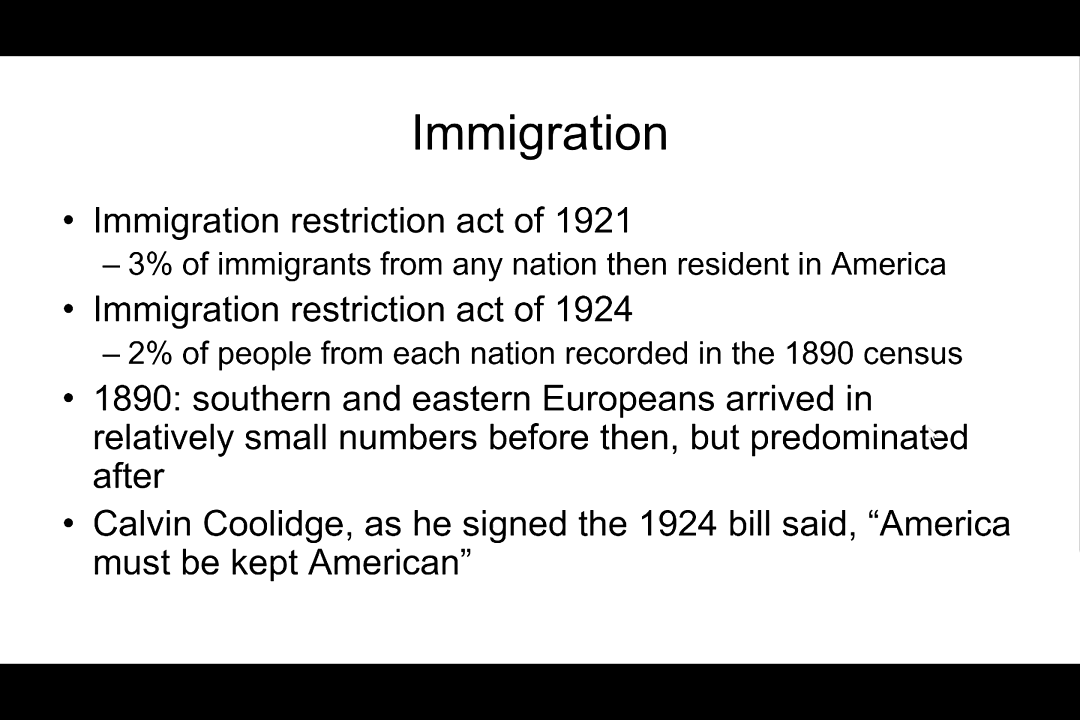 Immigration
• Immigration restriction act of 1921
– 3% of immigrants from any nation then resident in America
• Immigration restriction act of 1924
– 2% of people from each nation recorded in the 1890 census
• 1890: southern and eastern Europeans arrived in
relatively small numbers before then, but predominated
after
• Calvin Coolidge, as he signed the 1924 bill said, “America
must be kept American”